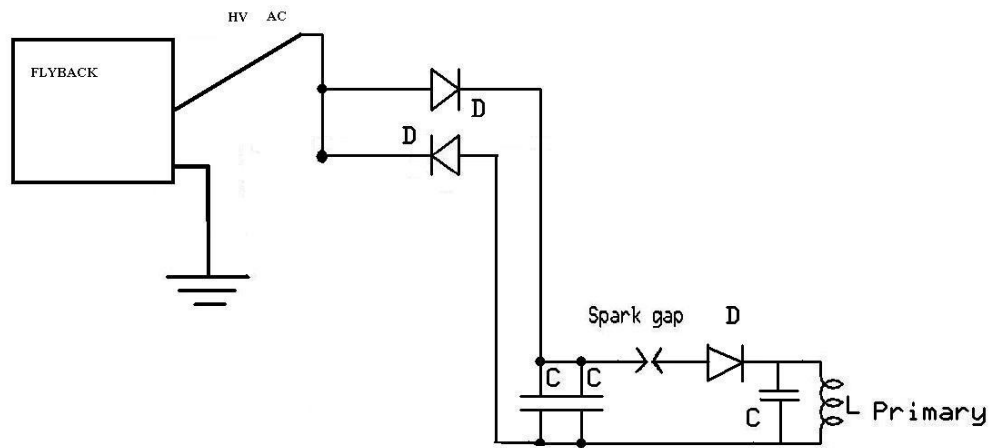 HV AC
FLYBACK
D
D
Spark gap D
C C
C L Primary